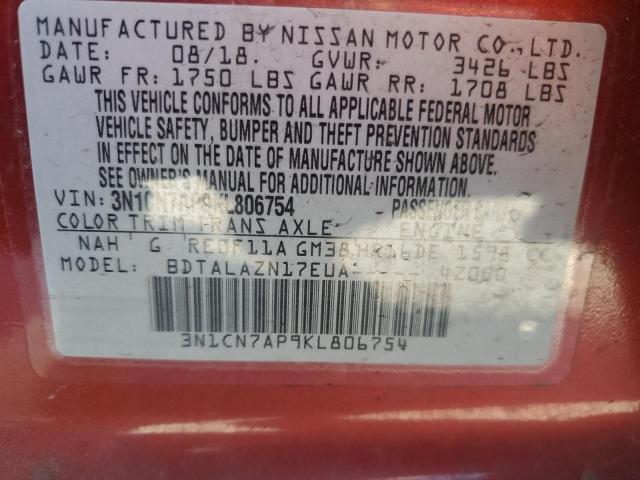 MANUFACTURED BY NISSAN MOTOR CO., LTD.
DATE: 08/18. GVWR: 3426 LBS
GAWR FR: 1750 LBS GAWR RR: 1708 LBS
THIS VEHICLE CONFORMS TO ALL APPLICABLE FEDERAL MOTOR
VEHICLE SAFETY, BUMPER AND THEFT PREVENTION STANDARDS
IN EFFECT ON THE DATE OF MANUFACTURE SHOWN ABOVE.
SEE OWNER'S MANUAL FOR ADDITIONAL INFORMATION.
VIN: 3N1CN7AP9KL806754 PASSENGER
COLOR TRIM TRANS AXLE ENGINE
NAH G RE0F11A GM38 HR16DE 1598 CC
MODEL: BDTALAZN17EUA-
3N1CN7AP9KL806754